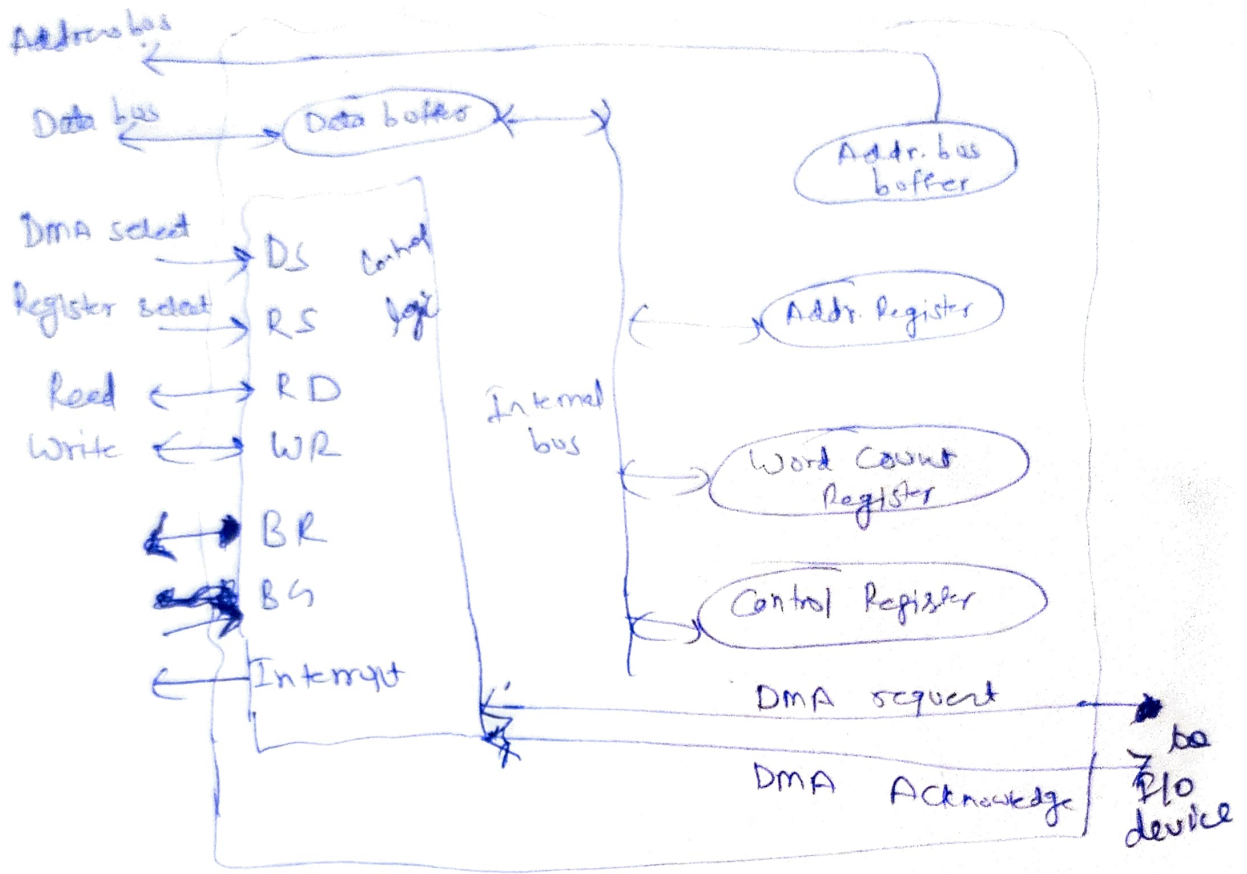 Address bus
Data bus
Data buffer
Addr. bus
buffer
DMA select
DS
Control
logic
Register select
RS
Addr. Register
Read
RD
Internal
bus
Write
WR
Word Count
Register
BR
BG
Control Register
Interrupt
DMA request
to
I/O
device
DMA Acknowledge